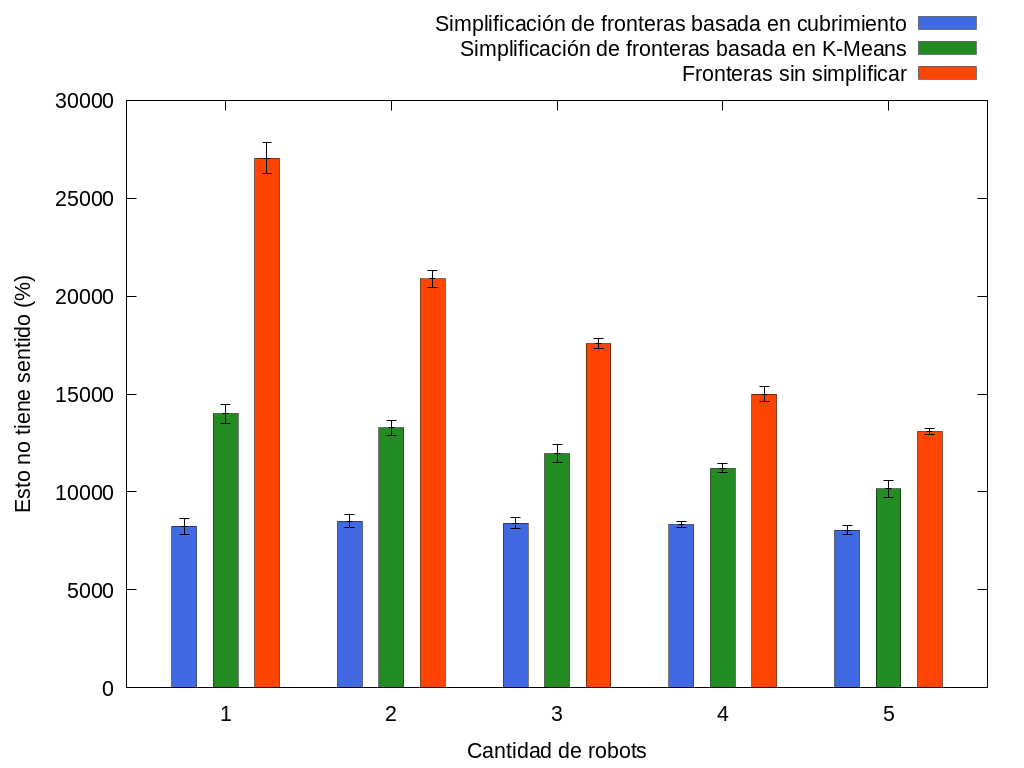 Simplificación de fronteras basada en cubrimiento
Simplificación de fronteras basada en K-Means
Fronteras sin simplificar
30000
25000
20000
15000
10000
5000
0
Esto no tiene sentido (%)
1 2 3 4 5
Cantidad de robots